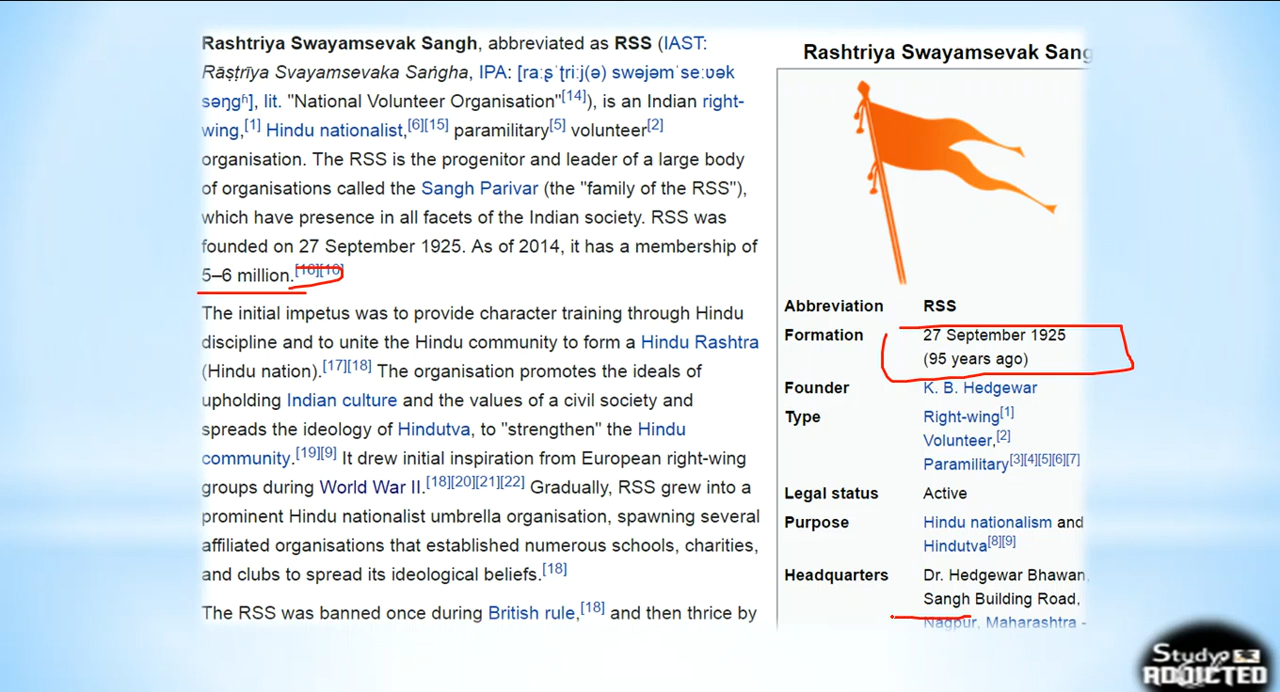 Rashtriya Swayamsevak Sangh, abbreviated as RSS (IAST:
Rāṣṭrīya Svayamsevaka Saṅgha, IPA: [raːʂˈʈriːj(ə) swəjəmˈseːʋək
səŋɡʱ], lit. "National Volunteer Organisation"[14]), is an Indian right-
wing,[1] Hindu nationalist,[6][15] paramilitary[5] volunteer[2]
organisation. The RSS is the progenitor and leader of a large body
of organisations called the Sangh Parivar (the "family of the RSS"),
which have presence in all facets of the Indian society. RSS was
founded on 27 September 1925. As of 2014, it has a membership of
5–6 million.[16][10]
The initial impetus was to provide character training through Hindu
discipline and to unite the Hindu community to form a Hindu Rashtra
(Hindu nation).[17][18] The organisation promotes the ideals of
upholding Indian culture and the values of a civil society and
spreads the ideology of Hindutva, to "strengthen" the Hindu
community.[19][9] It drew initial inspiration from European right-wing
groups during World War II.[18][20][21][22] Gradually, RSS grew into a
prominent Hindu nationalist umbrella organisation, spawning several
affiliated organisations that established numerous schools, charities,
and clubs to spread its ideological beliefs.[18]
The RSS was banned once during British rule,[18] and then thrice by
Rashtriya Swayamsevak Sang
Abbreviation RSS
Formation 27 September 1925
(95 years ago)
Founder K. B. Hedgewar
Type Right-wing[1]
Volunteer,[2]
Paramilitary[3][4][5][6][7]
Legal status Active
Purpose Hindu nationalism and
Hindutva[8][9]
Headquarters Dr. Hedgewar Bhawan,
Sangh Building Road,
Nagpur, Maharashtra -
Study
ADDICTED